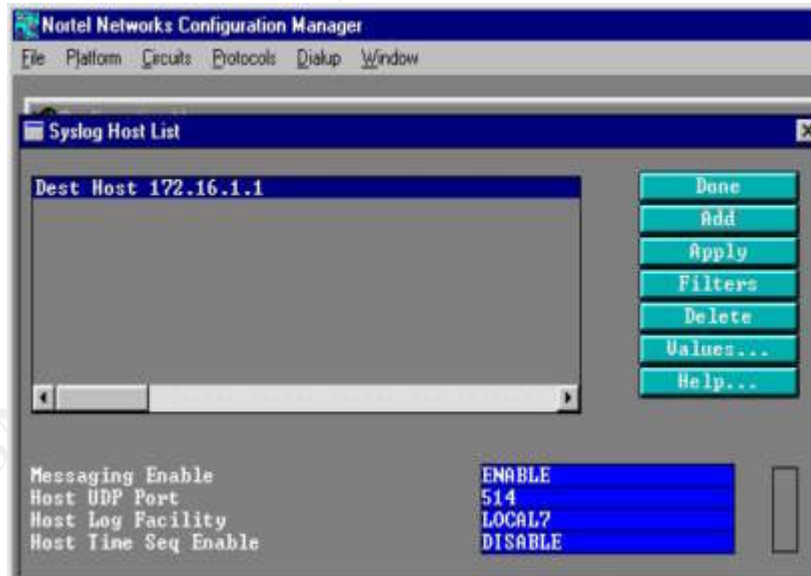 Nortel Networks Configuration Manager
File Platform Circuits Protocols Dialup Window
Syslog Host List
Dest Host 172.16.1.1
Done
Add
Apply
Filters
Delete
Values...
Help...
Messaging Enable ENABLE
Host UDP Port 514
Host Log Facility LOCAL7
Host Time Seq Enable DISABLE